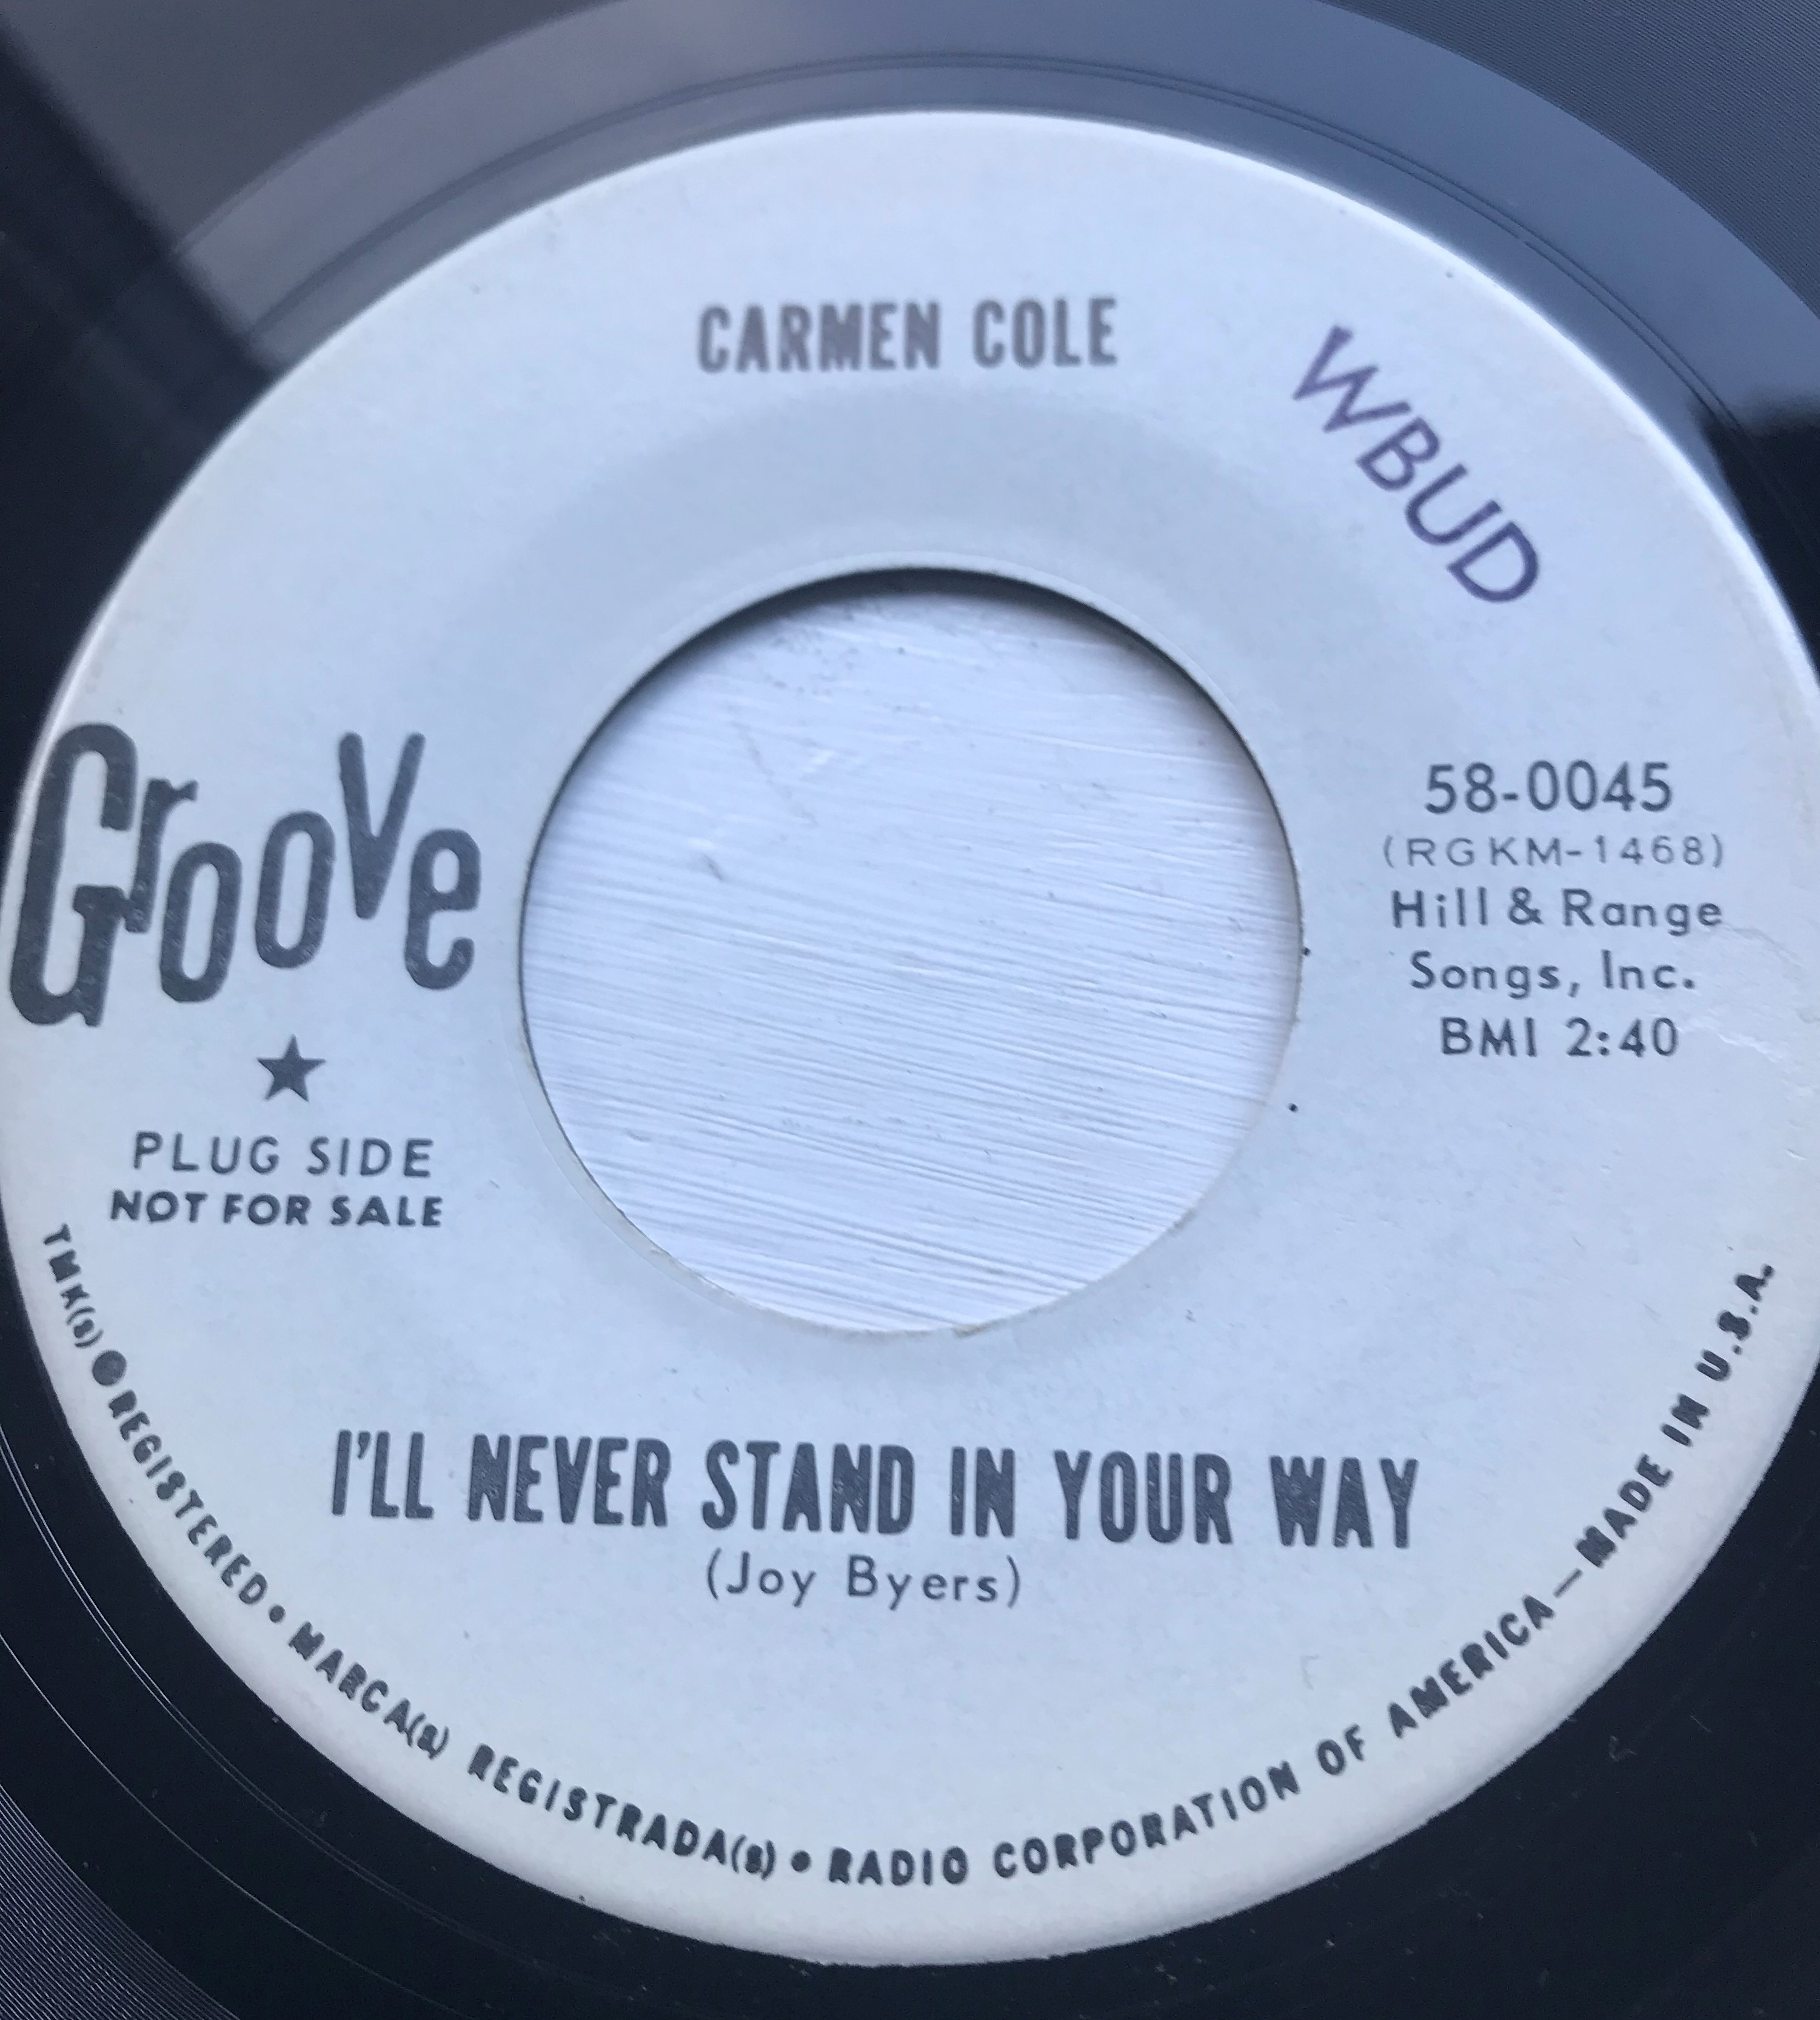 CARMEN COLE
WBUD
Groove
PLUG SIDE
NOT FOR SALE
58-0045
(RGKM-1468)
Hill & Range
Songs, Inc.
BMI 2:40
I'LL NEVER STAND IN YOUR WAY
(Joy Byers)
TMK(s) ® REGISTERED • MARCA(s) REGISTRADA(s) • RADIO CORPORATION OF AMERICA—MADE IN U.S.A.